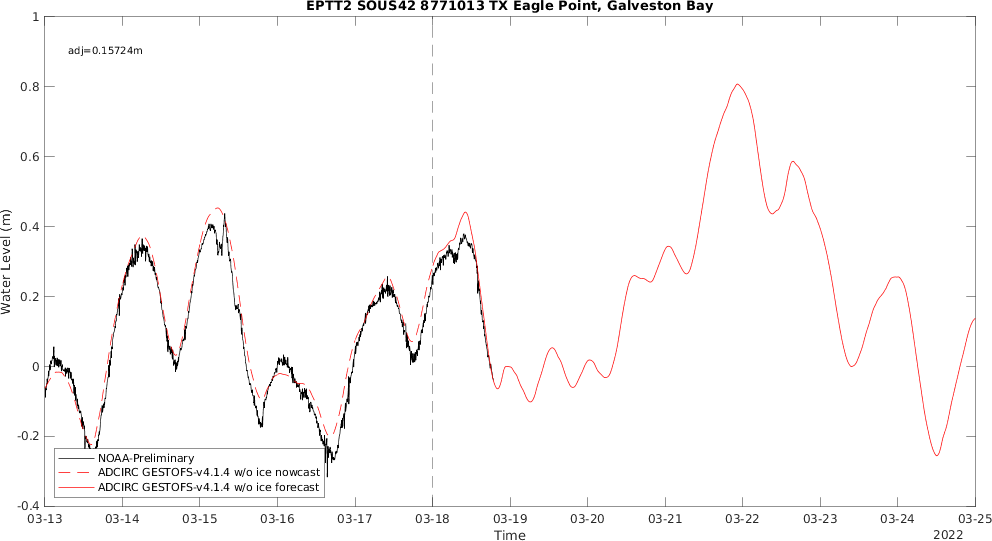 EPTT2 SOUS42 8771013 TX Eagle Point, Galveston Bay
adj=0.15724m
1
0.8
0.6
0.4
0.2
0
-0.2
-0.4
Water Level (m)
NOAA-Preliminary
ADCIRC GESTOFS-v4.1.4 w/o ice nowcast
ADCIRC GESTOFS-v4.1.4 w/o ice forecast
03-13 03-14 03-15 03-16 03-17 03-18 03-19 03-20 03-21 03-22 03-23 03-24 03-25
Time
2022